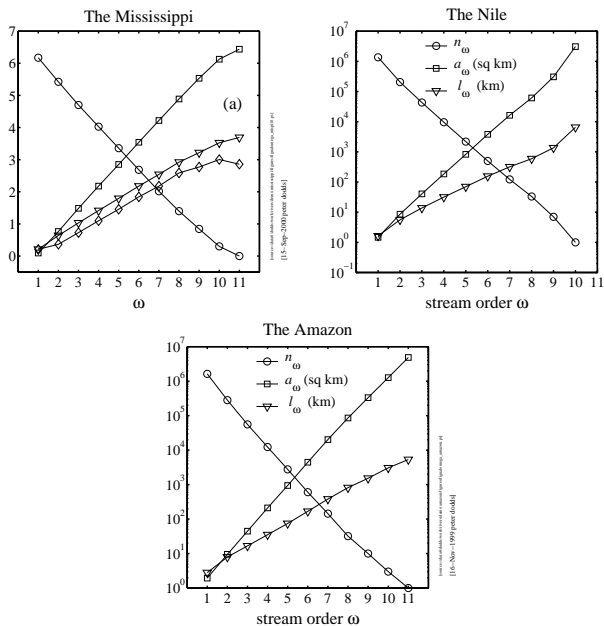 The Mississippi
7
6
5
4
3
2
1
0
(a)
1 2 3 4 5 6 7 8 9 10 11
ω
[15−Sep−2000 peter dodds]
The Nile
10^7
10^6
10^5
10^4
10^3
10^2
10^1
10^0
10^−1
n_ω
a_ω (sq km)
l_ω (km)
1 2 3 4 5 6 7 8 9 10 11
stream order ω
The Amazon
10^7
10^6
10^5
10^4
10^3
10^2
10^1
10^0
n_ω
a_ω (sq km)
l_ω (km)
1 2 3 4 5 6 7 8 9 10 11
stream order ω
[16−Nov−1999 peter dodds]